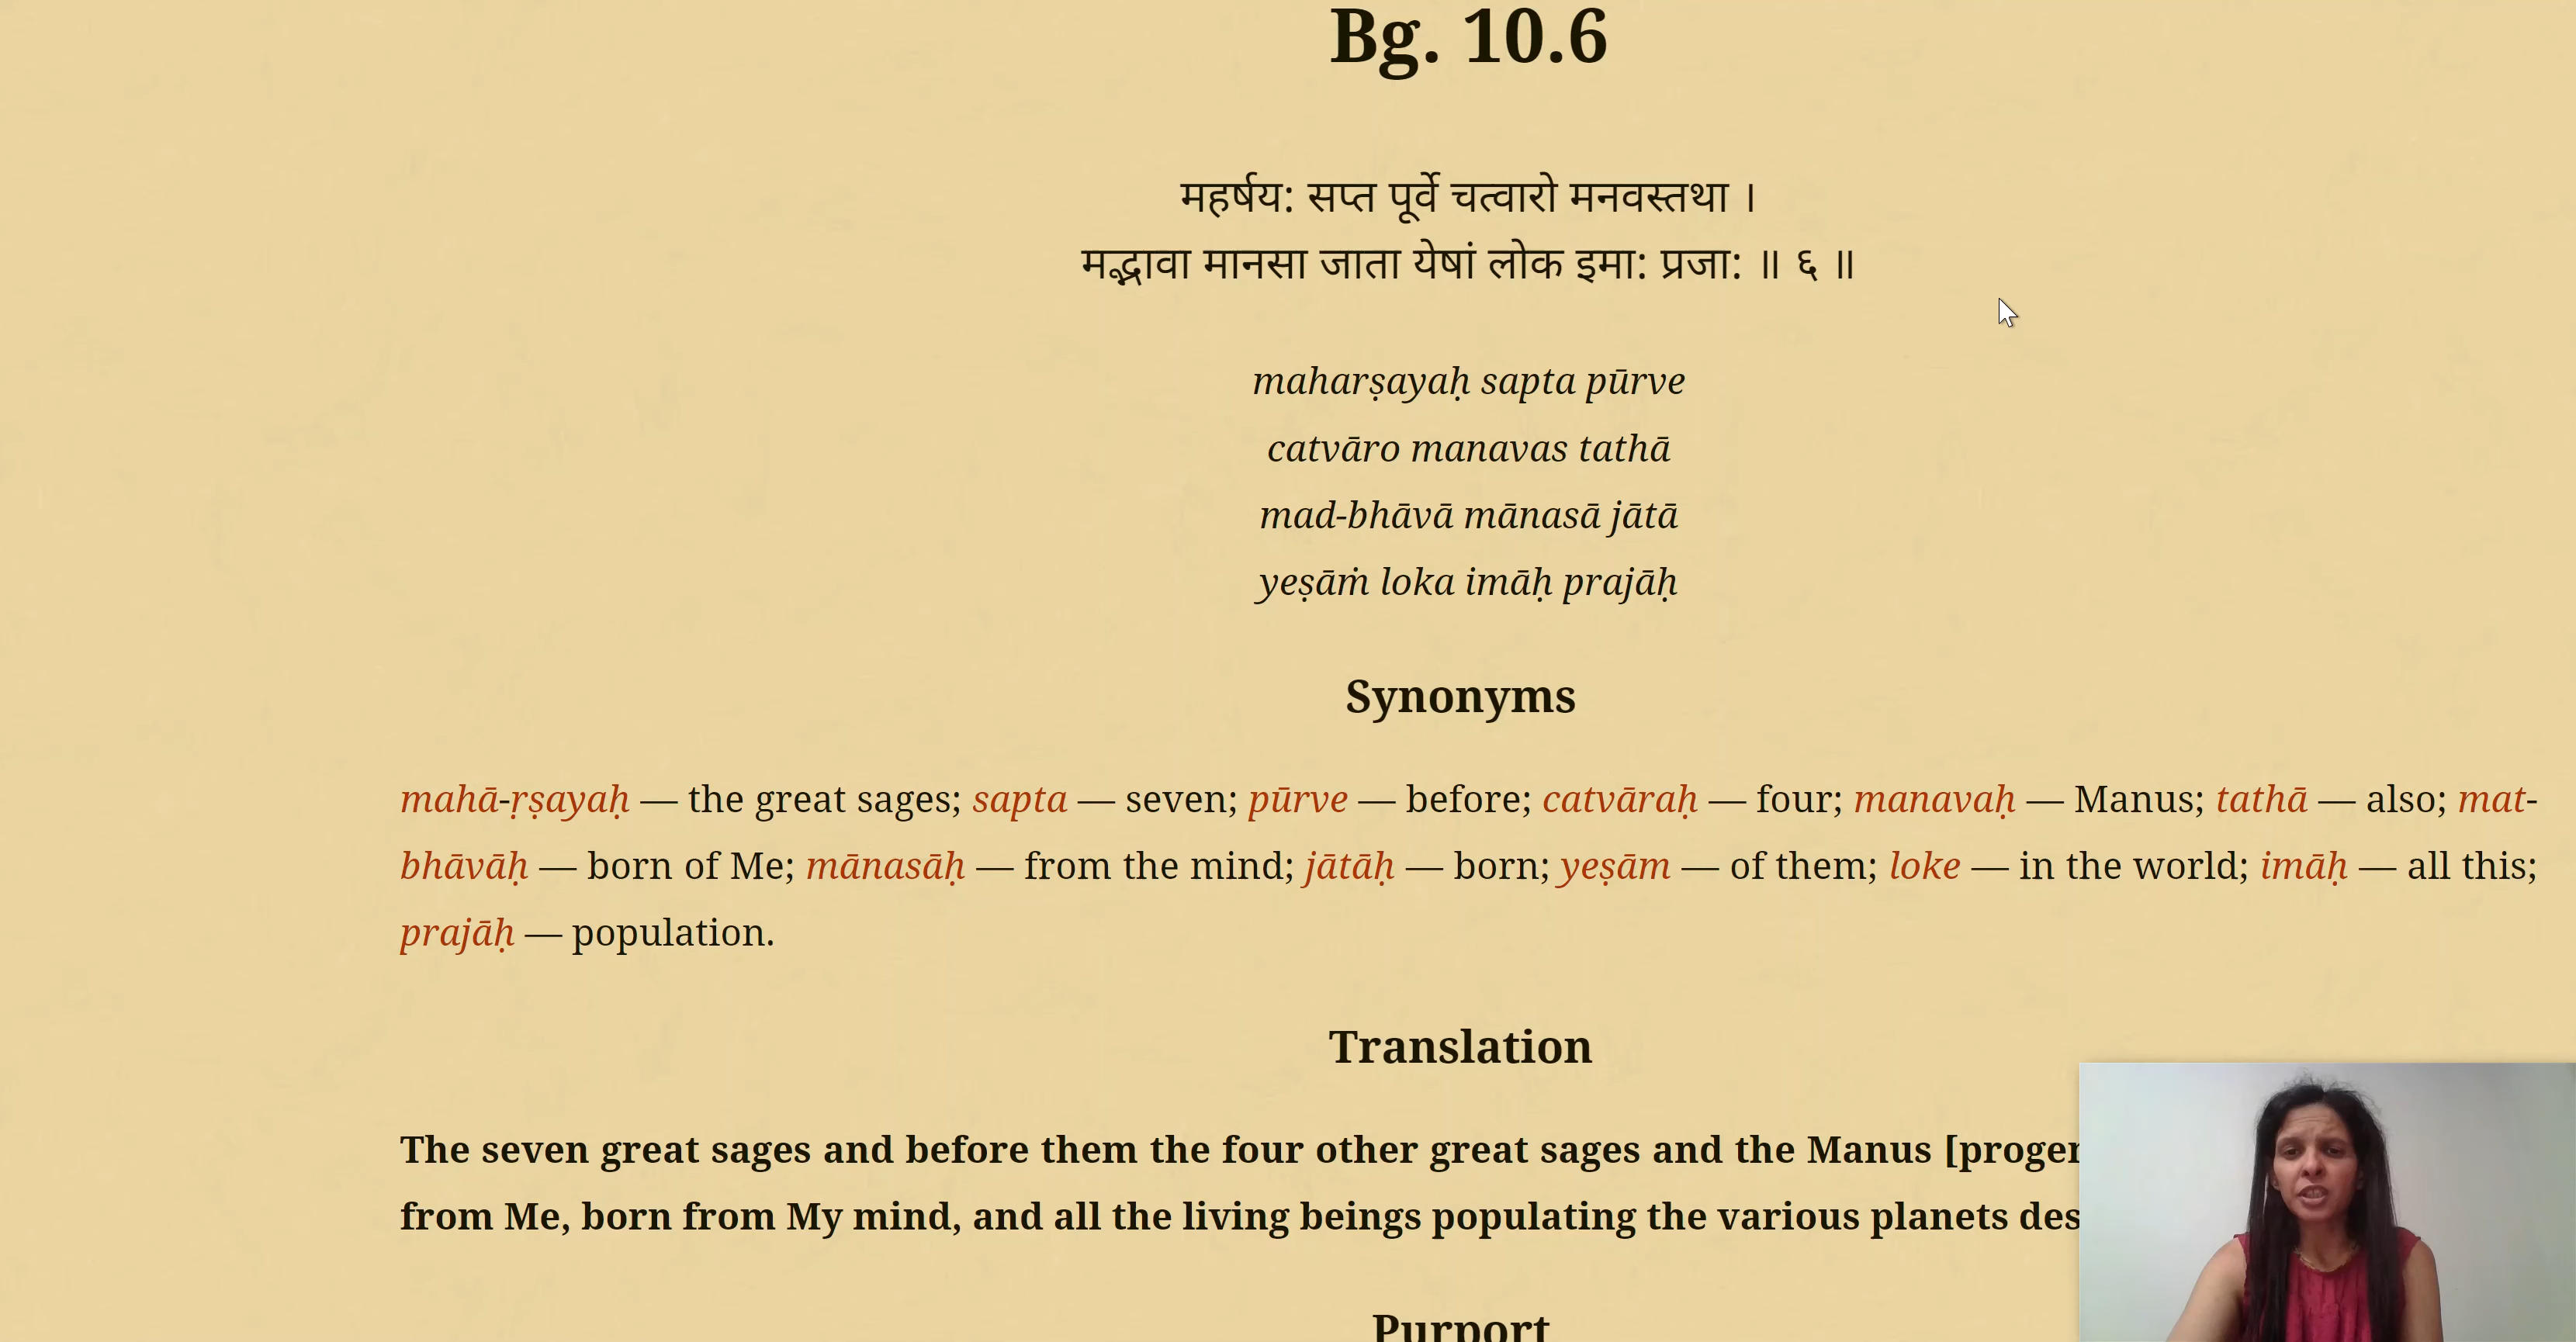 Bg. 10.6
महर्षय: सप्त पूर्वे चत्वारो मनवस्तथा ।
मद्भ‍ावा मानसा जाता येषां लोक इमा: प्रजा: ॥ ६ ॥
maharṣayaḥ sapta pūrve
catvāro manavas tathā
mad-bhāvā mānasā jātā
yeṣāṁ loka imāḥ prajāḥ
Synonyms
mahā-ṛṣayaḥ — the great sages; sapta — seven; pūrve — before; catvāraḥ — four; manavaḥ — Manus; tathā — also; mat-
bhāvāḥ — born of Me; mānasāḥ — from the mind; jātāḥ — born; yeṣām — of them; loke — in the world; imāḥ — all this;
prajāḥ — population.
Translation
The seven great sages and before them the four other great sages and the Manus
from Me, born from My mind, and all the living beings populating the various planets
Purport